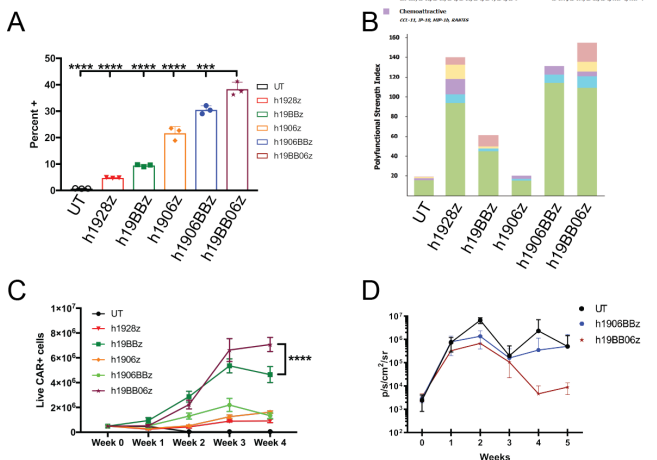 Chemoattractive
CCL-11, IP-10, MIP-1b, RANTES
A
Percent +
50
40
30
20
10
0
**** **** **** **** ***
UT
h1928z
h19BBz
h1906z
h1906BBz
h19BB06z
UT
h1928z
h19BBz
h1906z
h1906BBz
h19BB06z
B
Polyfunctional Strength Index
160
140
120
100
80
60
40
20
UT
h1928z
h19BBz
h1906z
h1906BBz
h19BB06z
C
Live CAR+ cells
1×10⁷
8×10⁶
6×10⁶
4×10⁶
2×10⁶
0
UT
h1928z
h19BBz
h1906z
h1906BBz
h19BB06z
****
Week 0 Week 1 Week 2 Week 3 Week 4
D
p/s/cm²/sr
10⁷
10⁶
10⁵
10⁴
10³
10²
0 1 2 3 4 5
Weeks
UT
h1906BBz
h19BB06z